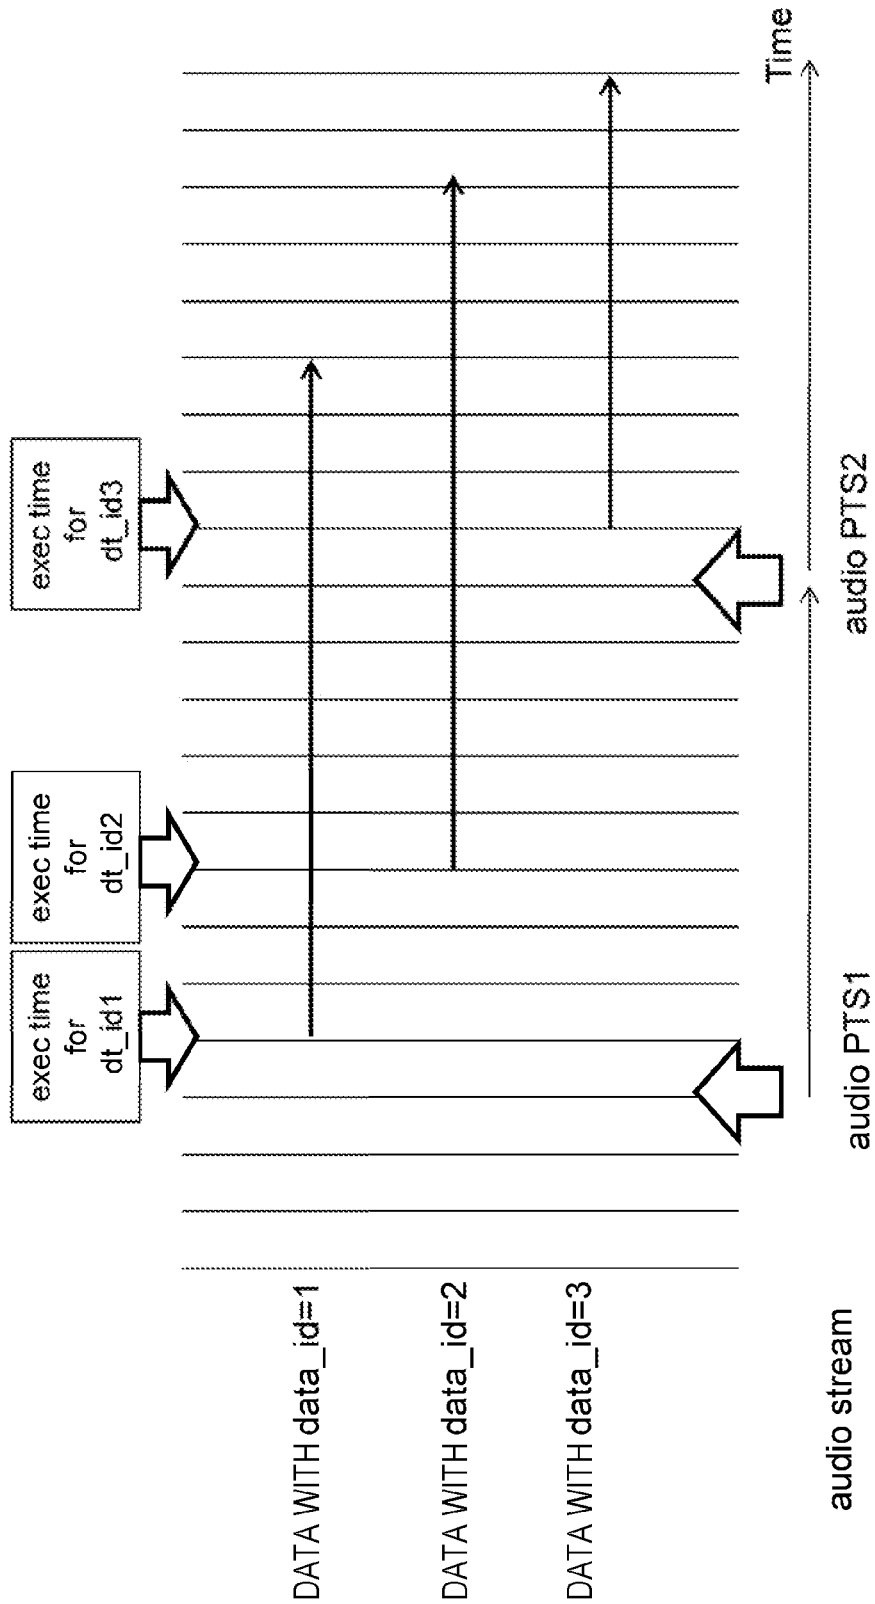 exec time
for
dt_id1
exec time
for
dt_id2
exec time
for
dt_id3
DATA WITH data_id=1
DATA WITH data_id=2
DATA WITH data_id=3
Time
audio stream
audio PTS1
audio PTS2